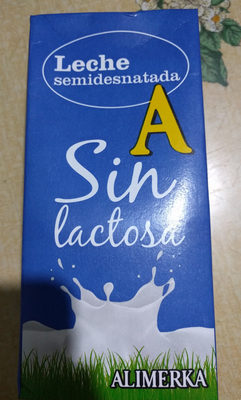 Leche
semidesnatada
A
Sin
lactosa
ALIMERKA